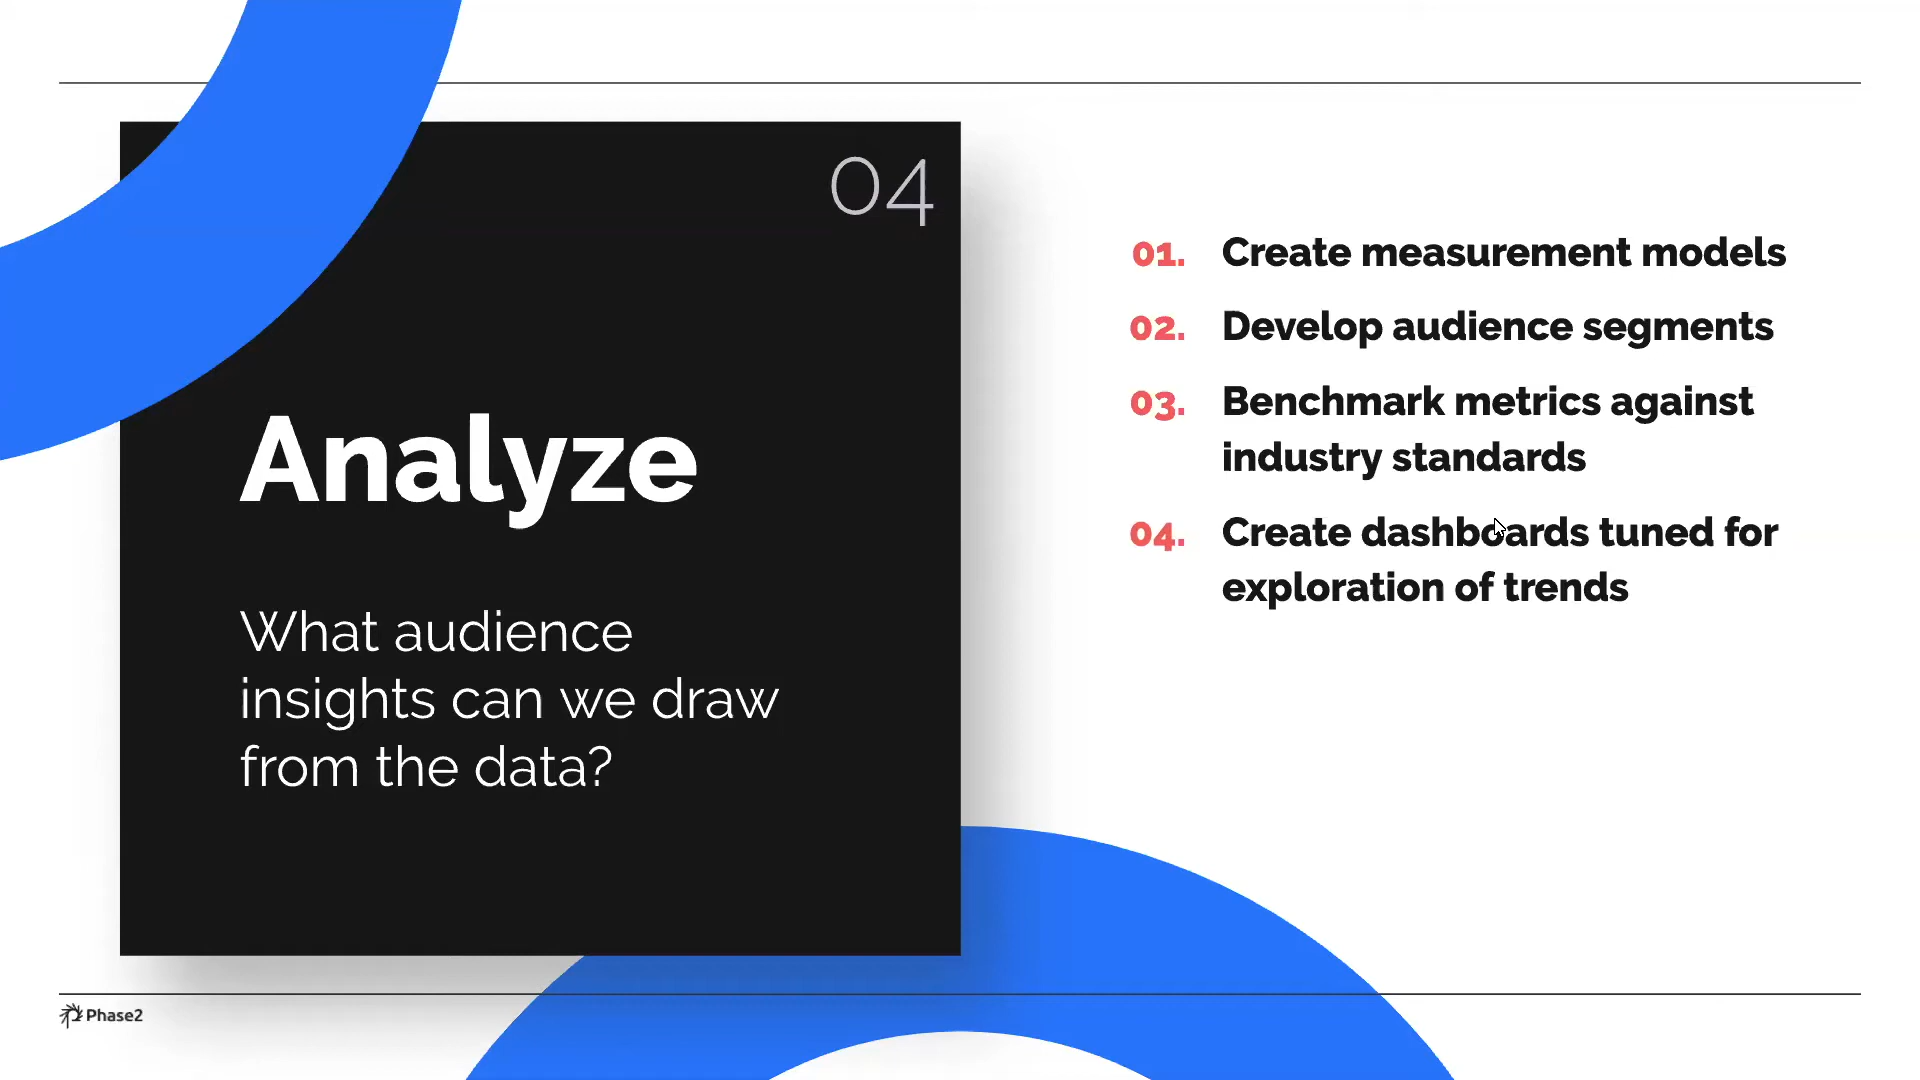 04
Analyze
What audience
insights can we draw
from the data?
01. Create measurement models
02. Develop audience segments
03. Benchmark metrics against
industry standards
04. Create dashboards tuned for
exploration of trends
Phase2